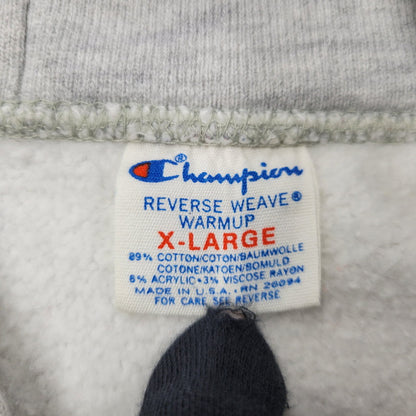 Champion®
REVERSE WEAVE®
WARMUP
X-LARGE
89% COTTON/COTON/BAUMWOLLE
COTONE/KATOEN/BOMULD
8% ACRYLIC • 3% VISCOSE RAYON
MADE IN U.S.A. • RN 26094
FOR CARE SEE REVERSE